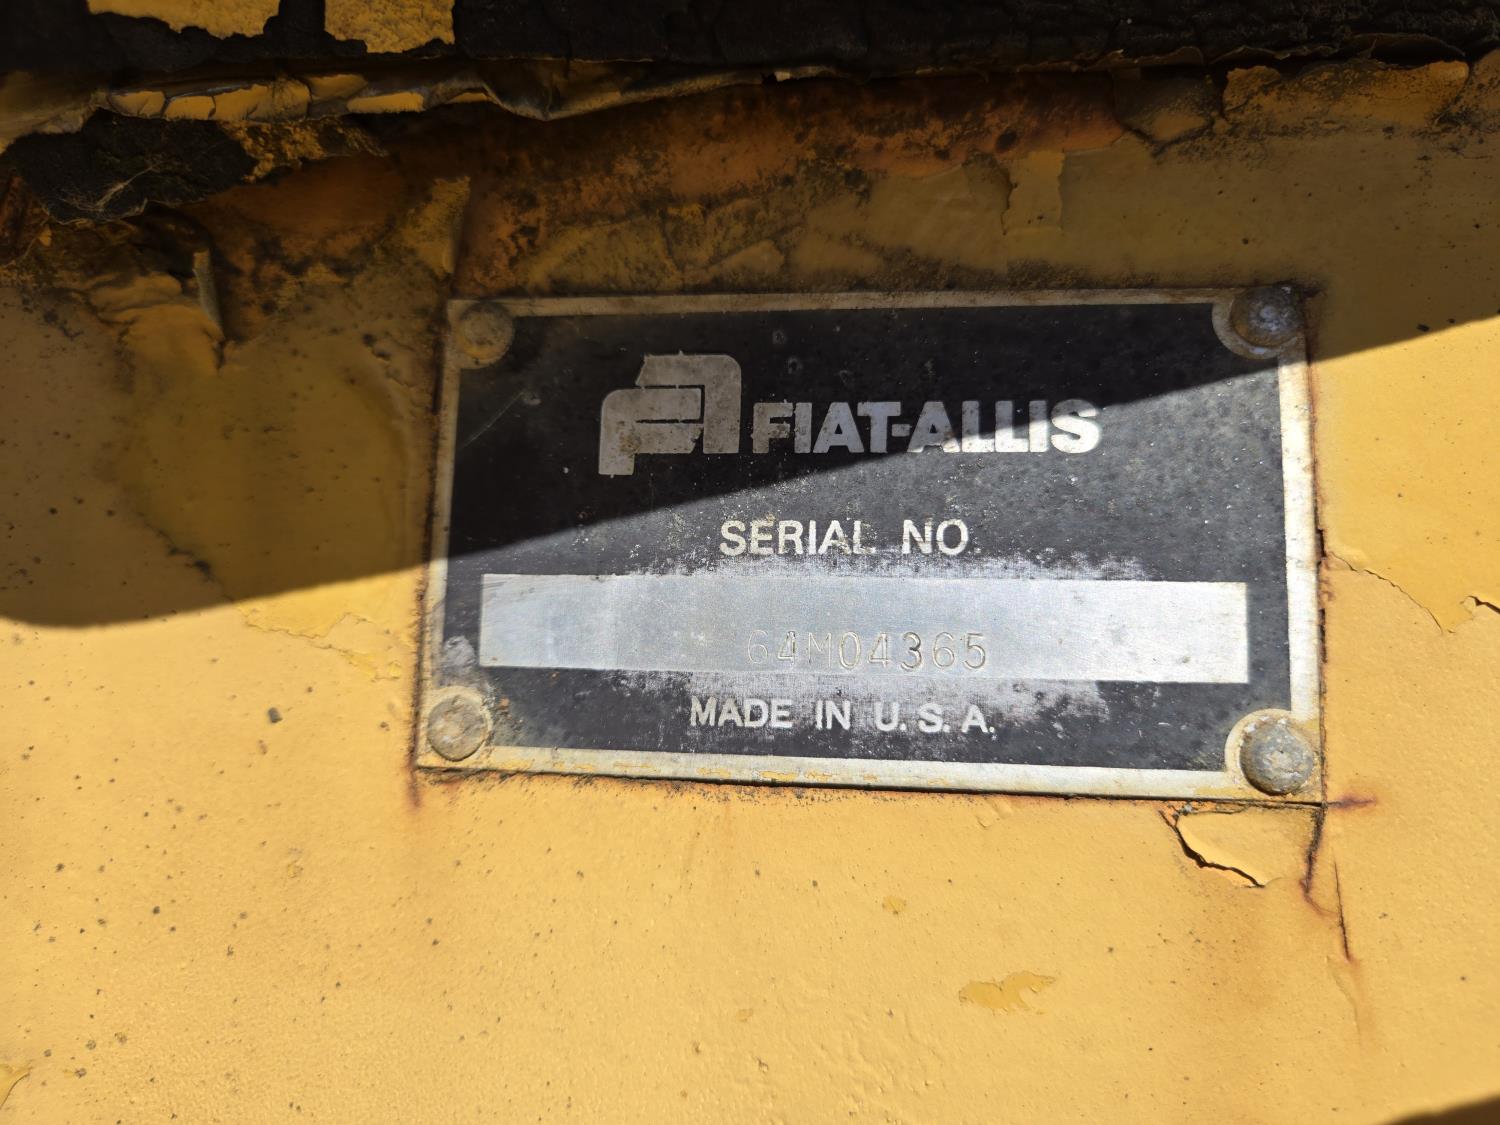 FIAT-ALLIS
SERIAL NO.
64M04365
MADE IN U.S.A.